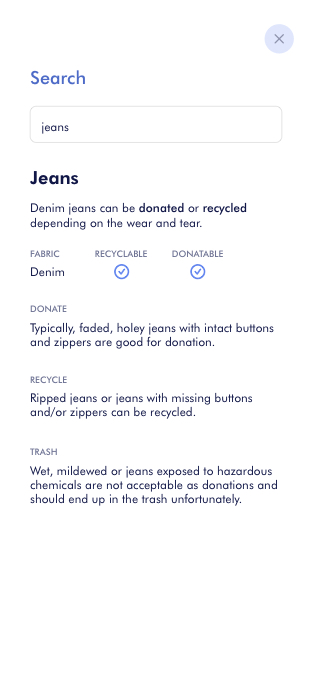 Search
jeans
Jeans
Denim jeans can be donated or recycled
depending on the wear and tear.
FABRIC RECYCLABLE DONATABLE
Denim
DONATE
Typically, faded, holey jeans with intact buttons
and zippers are good for donation.
RECYCLE
Ripped jeans or jeans with missing buttons
and/or zippers can be recycled.
TRASH
Wet, mildewed or jeans exposed to hazardous
chemicals are not acceptable as donations and
should end up in the trash unfortunately.